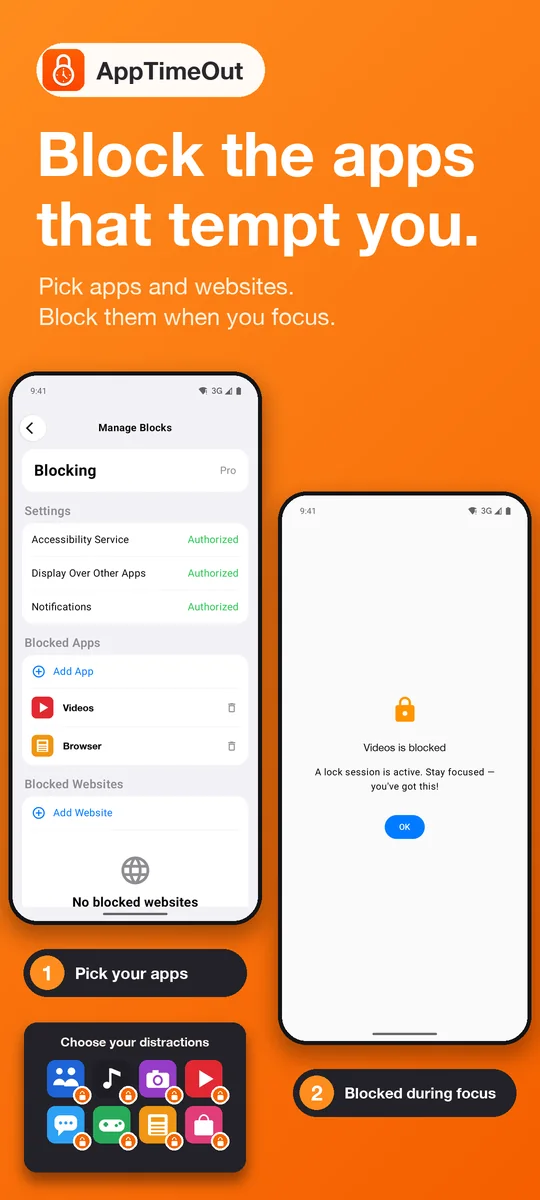 AppTimeOut
Block the apps
that tempt you.
Pick apps and websites.
Block them when you focus.
9:41
3G
Manage Blocks
Blocking
Pro
Settings
Accessibility Service
Authorized
Display Over Other Apps
Authorized
Notifications
Authorized
Blocked Apps
Add App
Videos
Browser
Blocked Websites
Add Website
No blocked websites
1
Pick your apps
Choose your distractions
9:41
3G
Videos is blocked
A lock session is active. Stay focused —
you've got this!
OK
2
Blocked during focus